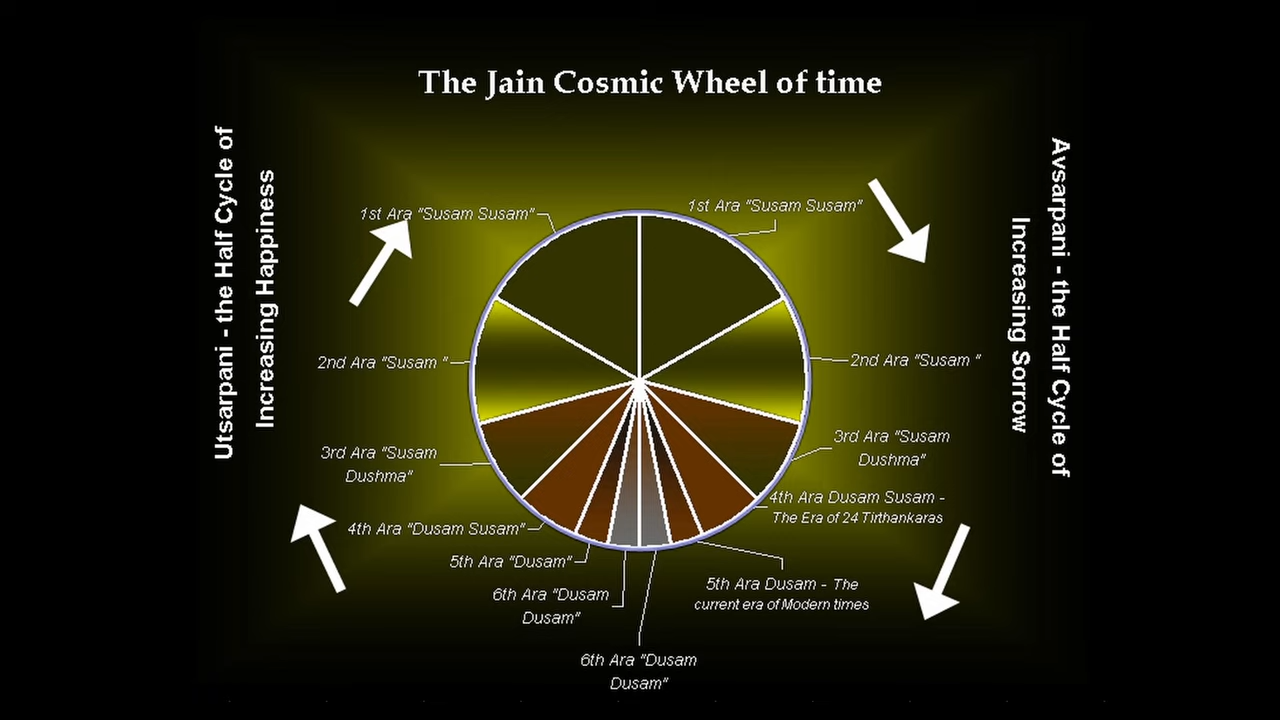 The Jain Cosmic Wheel of time
Utsarpani - the Half Cycle of
Increasing Happiness
1st Ara "Susam Susam"
2nd Ara "Susam "
3rd Ara "Susam
Dushma"
4th Ara "Dusam Susam"
5th Ara "Dusam"
6th Ara "Dusam
Dusam"
Avsarpani - the Half Cycle of
Increasing Sorrow
1st Ara "Susam Susam"
2nd Ara "Susam "
3rd Ara "Susam
Dushma"
4th Ara Dusam Susam -
The Era of 24 Tirthankaras
5th Ara Dusam - The
current era of Modern times
6th Ara "Dusam
Dusam"